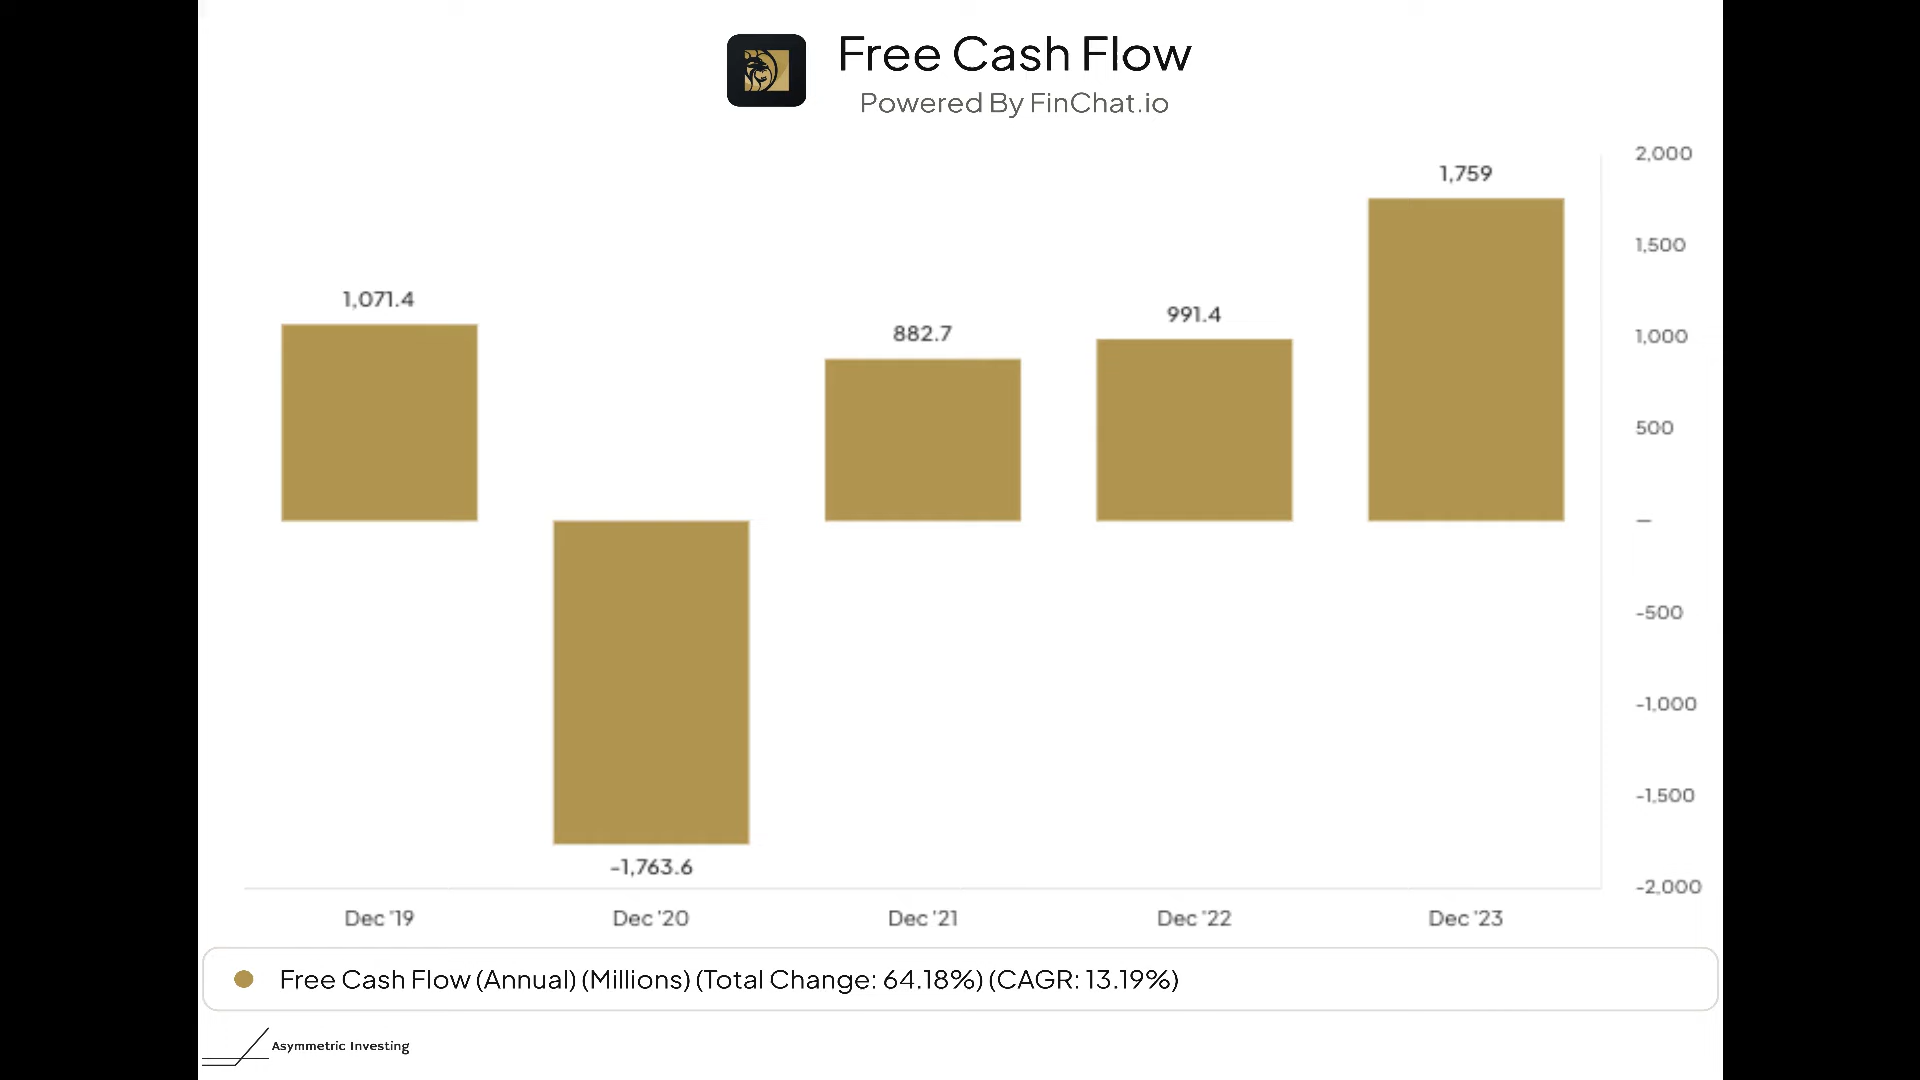 Free Cash Flow
Powered By FinChat.io
2,000
1,759
1,500
1,071.4
991.4
882.7
1,000
500
—
-500
-1,000
-1,500
-1,763.6
-2,000
Dec '19 Dec '20 Dec '21 Dec '22 Dec '23
Free Cash Flow (Annual) (Millions) (Total Change: 64.18%) (CAGR: 13.19%)
Asymmetric Investing